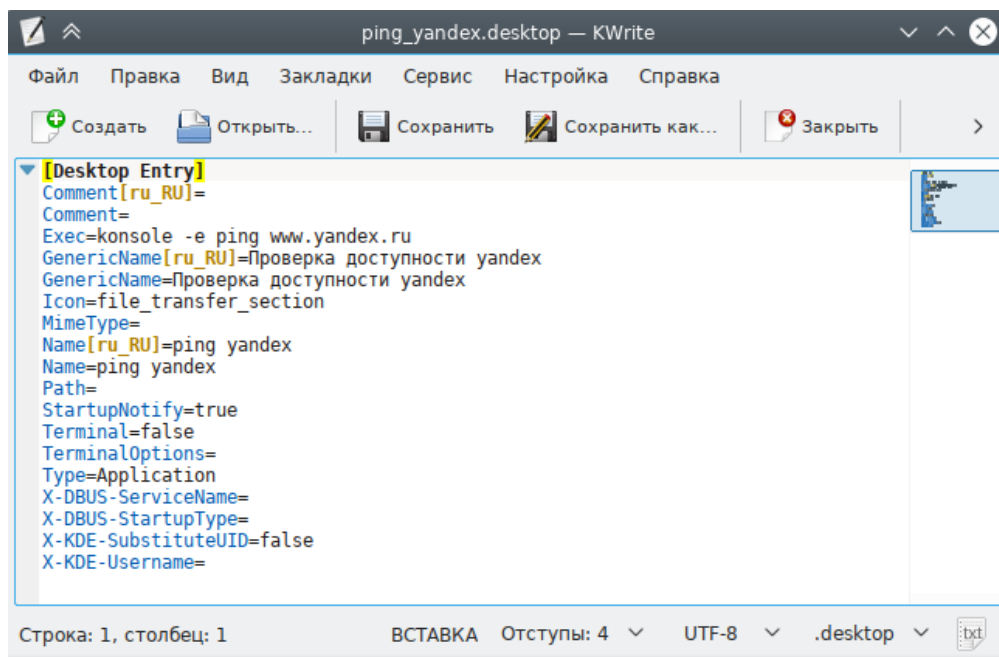 ping_yandex.desktop — KWrite
Файл Правка Вид Закладки Сервис Настройка Справка
Создать Открыть... Сохранить Сохранить как... Закрыть
[Desktop Entry]
Comment[ru_RU]=
Comment=
Exec=konsole -e ping www.yandex.ru
GenericName[ru_RU]=Проверка доступности yandex
GenericName=Проверка доступности yandex
Icon=file_transfer_section
MimeType=
Name[ru_RU]=ping yandex
Name=ping yandex
Path=
StartupNotify=true
Terminal=false
TerminalOptions=
Type=Application
X-DBUS-ServiceName=
X-DBUS-StartupType=
X-KDE-SubstituteUID=false
X-KDE-Username=
Строка: 1, столбец: 1 ВСТАВКА Отступы: 4 UTF-8 .desktop txt